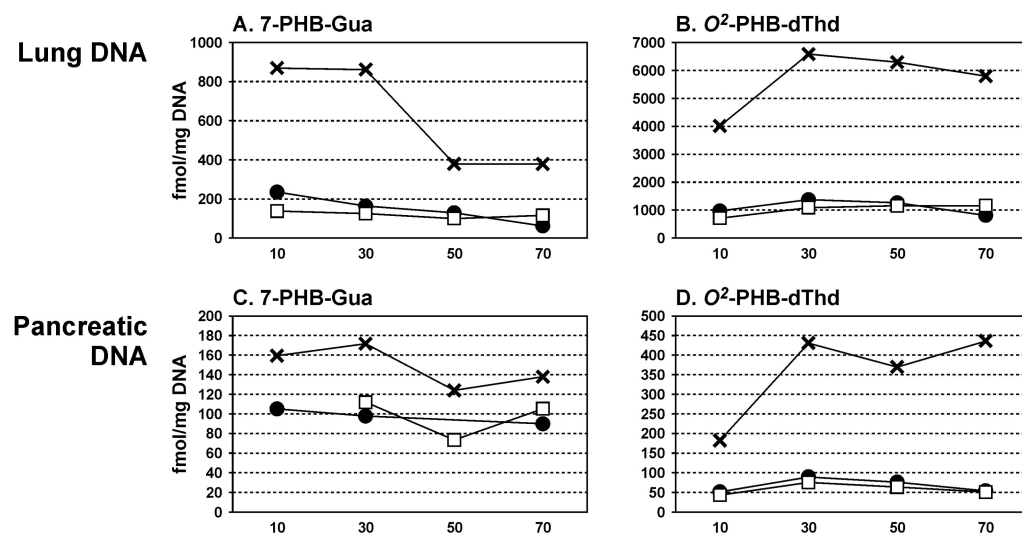 Lung DNA
A. 7-PHB-Gua
fmol/mg DNA
1000
800
600
400
200
0
10 30 50 70
B. O²-PHB-dThd
7000
6000
5000
4000
3000
2000
1000
0
10 30 50 70
Pancreatic
DNA
C. 7-PHB-Gua
fmol/mg DNA
200
180
160
140
120
100
80
60
40
20
0
10 30 50 70
D. O²-PHB-dThd
450
400
350
300
250
200
150
100
50
0
10 30 50 70